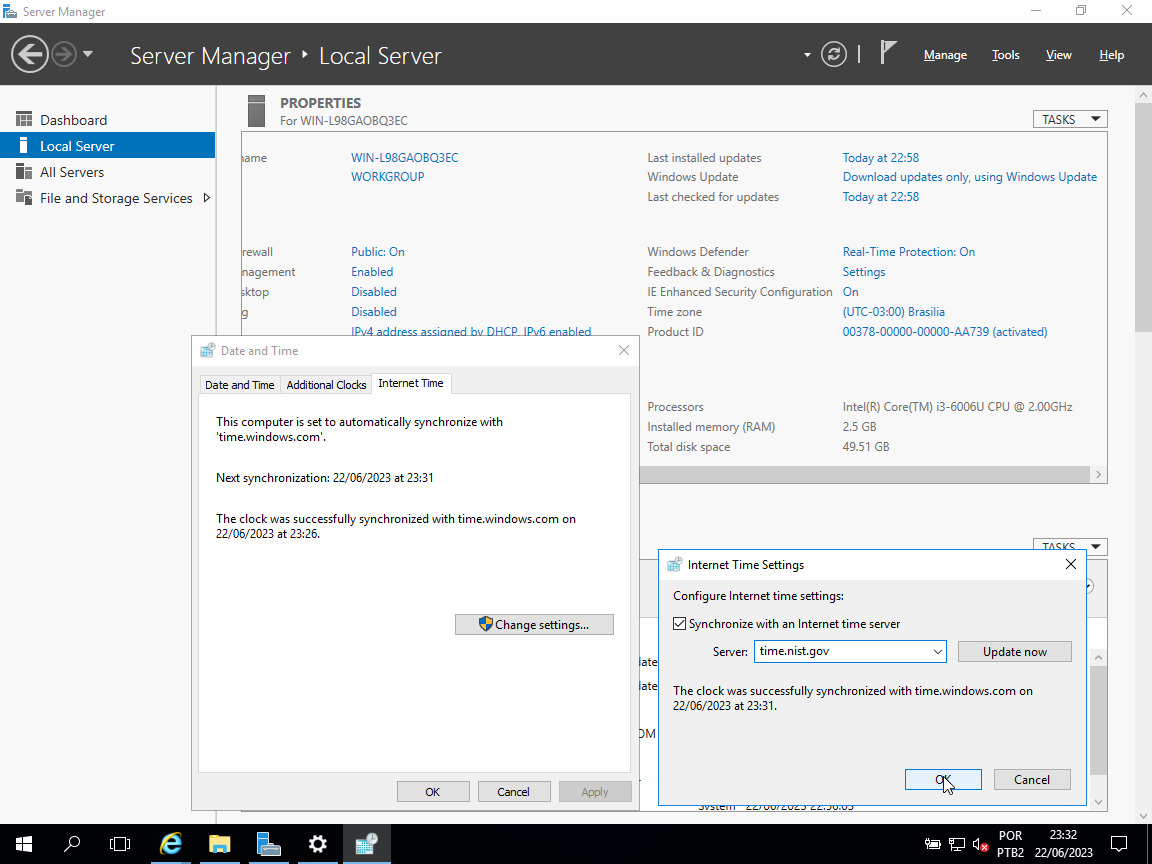 Server Manager
Server Manager
Local Server
Manage
Tools
View
Help
Dashboard
Local Server
All Servers
File and Storage Services
PROPERTIES
For WIN-L98GAOBQ3EC
TASKS
name
WIN-L98GAOBQ3EC
WORKGROUP
Last installed updates
Today at 22:58
Windows Update
Download updates only, using Windows Update
Last checked for updates
Today at 22:58
rewall
Public: On
nagement
Enabled
sktop
Disabled
g
Disabled
IPv4 address assigned by DHCP, IPv6 enabled
Windows Defender
Real-Time Protection: On
Feedback & Diagnostics
Settings
IE Enhanced Security Configuration
On
Time zone
(UTC-03:00) Brasilia
Product ID
00378-00000-00000-AA739 (activated)
Processors
Intel(R) Core(TM) i3-6006U CPU @ 2.00GHz
Installed memory (RAM)
2.5 GB
Total disk space
49.51 GB
Date and Time
Date and Time
Additional Clocks
Internet Time
This computer is set to automatically synchronize with
'time.windows.com'.
Next synchronization: 22/06/2023 at 23:31
The clock was successfully synchronized with time.windows.com on
22/06/2023 at 23:26.
Change settings...
OK
Cancel
Apply
TASKS
Internet Time Settings
Configure Internet time settings:
Synchronize with an Internet time server
Server:
time.nist.gov
Update now
The clock was successfully synchronized with time.windows.com on
22/06/2023 at 23:31.
OK
Cancel
late
late
OM
System
POR
PTB2
23:32
22/06/2023